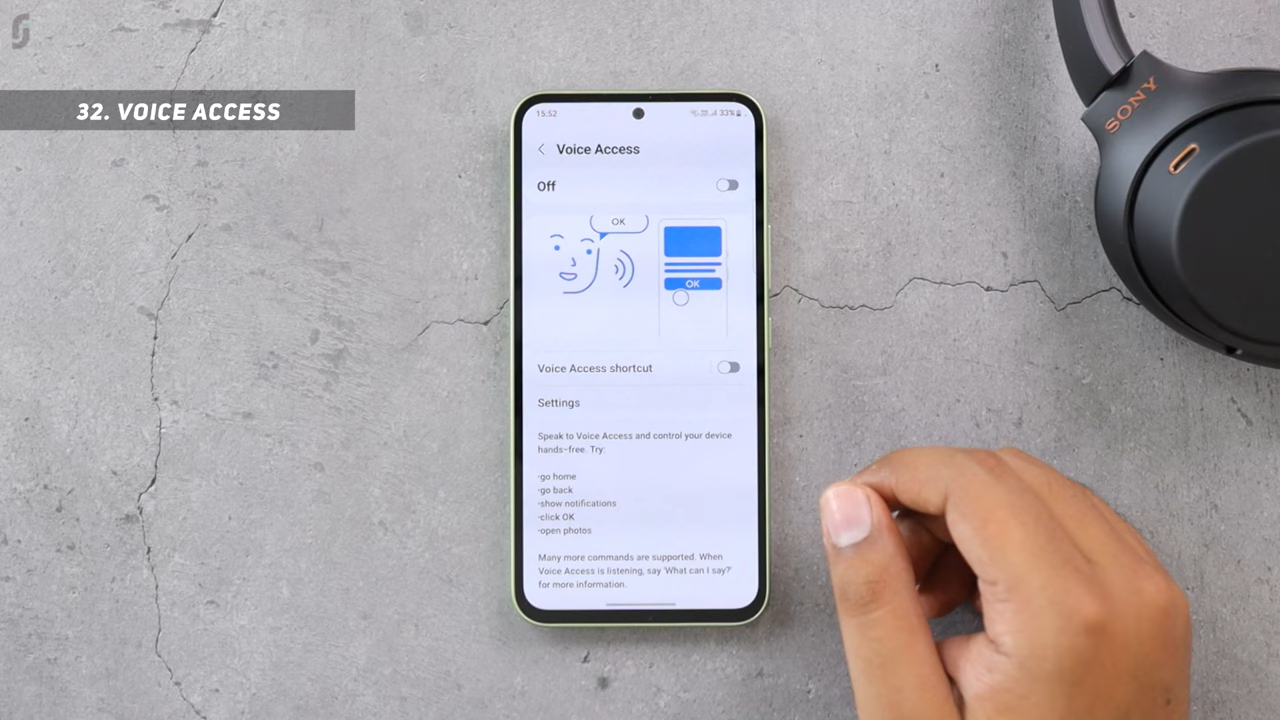 32. VOICE ACCESS
SONY
15:52
33%
Voice Access
Off
OK
OK
Voice Access shortcut
Settings
Speak to Voice Access and control your device
hands-free. Try:
-go home
-go back
-show notifications
-click OK
-open photos
Many more commands are supported. When
Voice Access is listening, say 'What can I say?'
for more information.